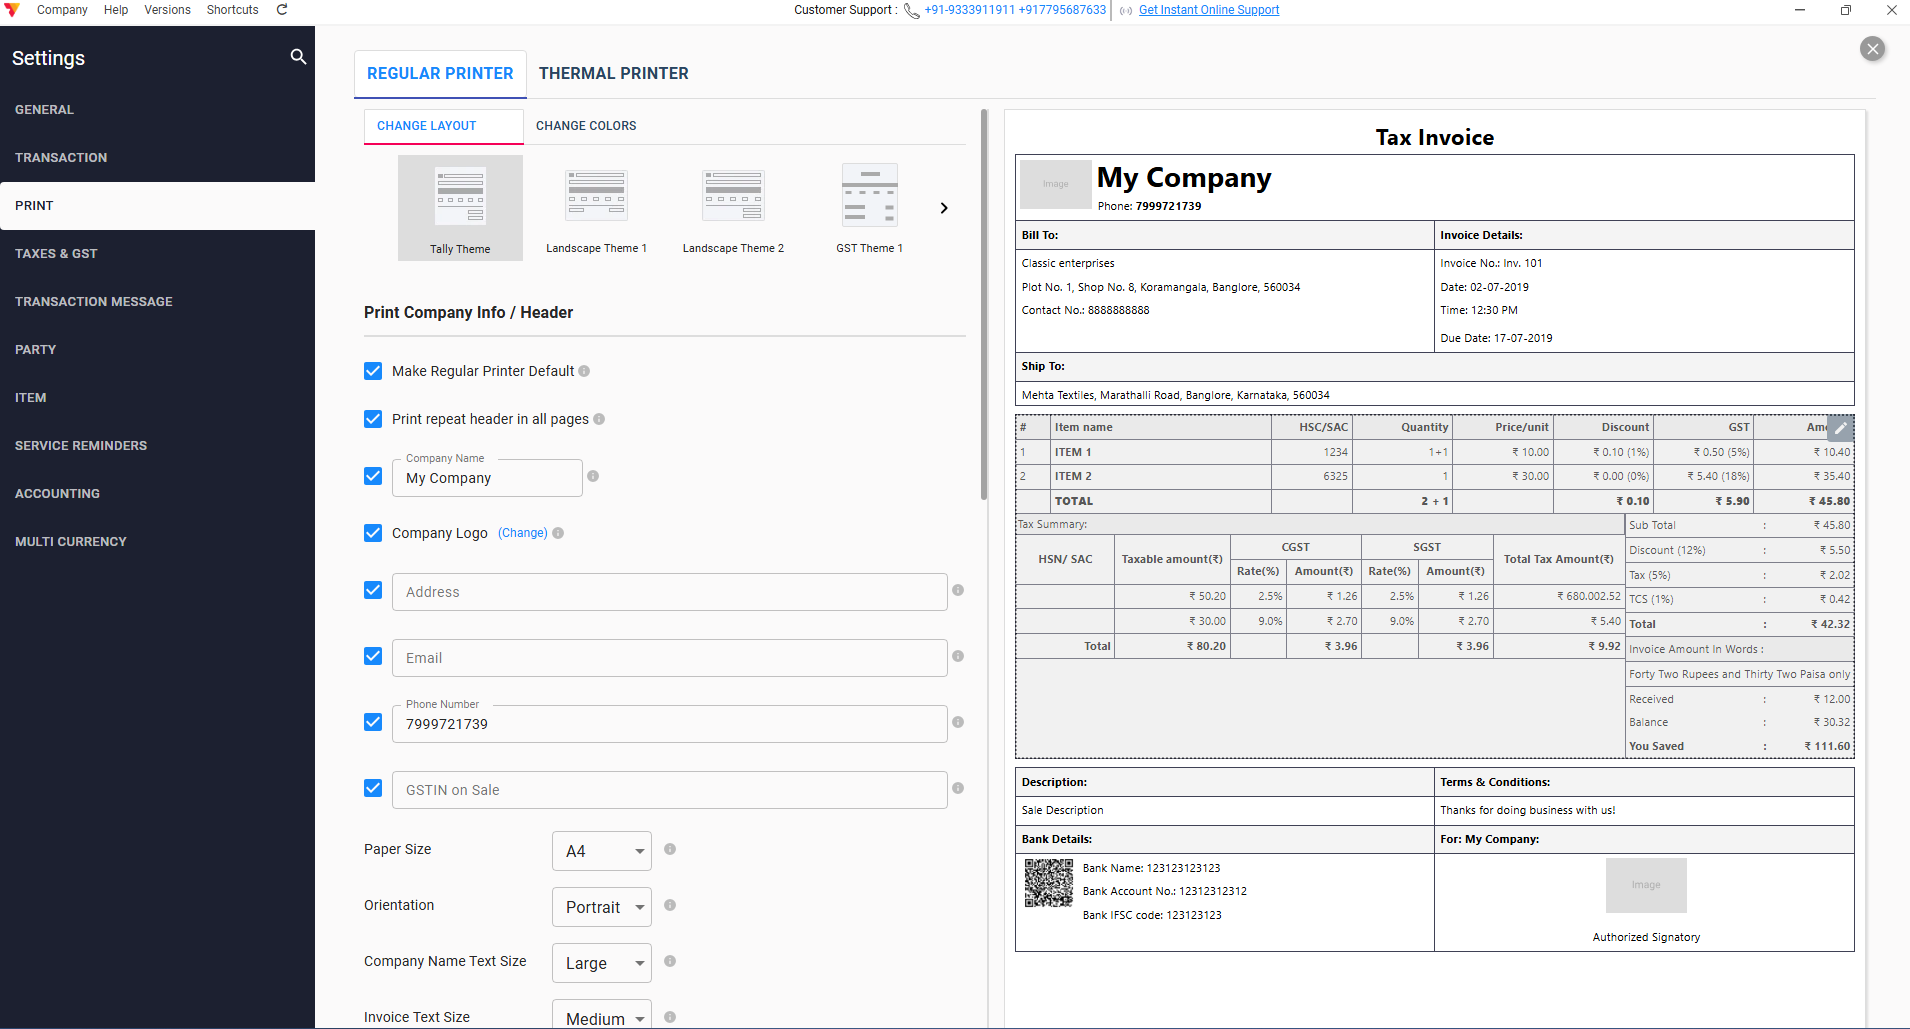 Company Help Versions Shortcuts Customer Support : +91-9333911911 +917795687633 Get Instant Online Support
Settings
GENERAL
TRANSACTION
PRINT
TAXES & GST
TRANSACTION MESSAGE
PARTY
ITEM
SERVICE REMINDERS
ACCOUNTING
MULTI CURRENCY
REGULAR PRINTER THERMAL PRINTER
CHANGE LAYOUT CHANGE COLORS
Tally Theme Landscape Theme 1 Landscape Theme 2 GST Theme 1
Print Company Info / Header
Make Regular Printer Default
Print repeat header in all pages
Company Name
My Company
Company Logo (Change)
Address
Email
Phone Number
7999721739
GSTIN on Sale
Paper Size A4
Orientation Portrait
Company Name Text Size Large
Invoice Text Size Medium
Tax Invoice
Image
My Company
Phone: 7999721739
Bill To: Invoice Details:
Classic enterprises Invoice No.: Inv. 101
Plot No. 1, Shop No. 8, Koramangala, Banglore, 560034 Date: 02-07-2019
Contact No.: 8888888888 Time: 12:30 PM
Due Date: 17-07-2019
Ship To:
Mehta Textiles, Marathalli Road, Banglore, Karnataka, 560034
# Item name HSC/SAC Quantity Price/unit Discount GST Am
1 ITEM 1 1234 1+1 ₹ 10.00 ₹ 0.10 (1%) ₹ 0.50 (5%) ₹ 10.40
2 ITEM 2 6325 1 ₹ 30.00 ₹ 0.00 (0%) ₹ 5.40 (18%) ₹ 35.40
TOTAL 2 + 1 ₹ 0.10 ₹ 5.90 ₹ 45.80
Tax Summary:
HSN/ SAC Taxable amount(₹) CGST SGST Total Tax Amount(₹)
Rate(%) Amount(₹) Rate(%) Amount(₹)
₹ 50.20 2.5% ₹ 1.26 2.5% ₹ 1.26 ₹ 680.002.52
₹ 30.00 9.0% ₹ 2.70 9.0% ₹ 2.70 ₹ 5.40
Total ₹ 80.20 ₹ 3.96 ₹ 3.96 ₹ 9.92
Sub Total : ₹ 45.80
Discount (12%) : ₹ 5.50
Tax (5%) : ₹ 2.02
TCS (1%) : ₹ 0.42
Total : ₹ 42.32
Invoice Amount In Words :
Forty Two Rupees and Thirty Two Paisa only
Received : ₹ 12.00
Balance : ₹ 30.32
You Saved : ₹ 111.60
Description: Terms & Conditions:
Sale Description Thanks for doing business with us!
Bank Details: For: My Company:
Bank Name: 123123123123
Bank Account No.: 12312312312
Bank IFSC code: 123123123
Image
Authorized Signatory